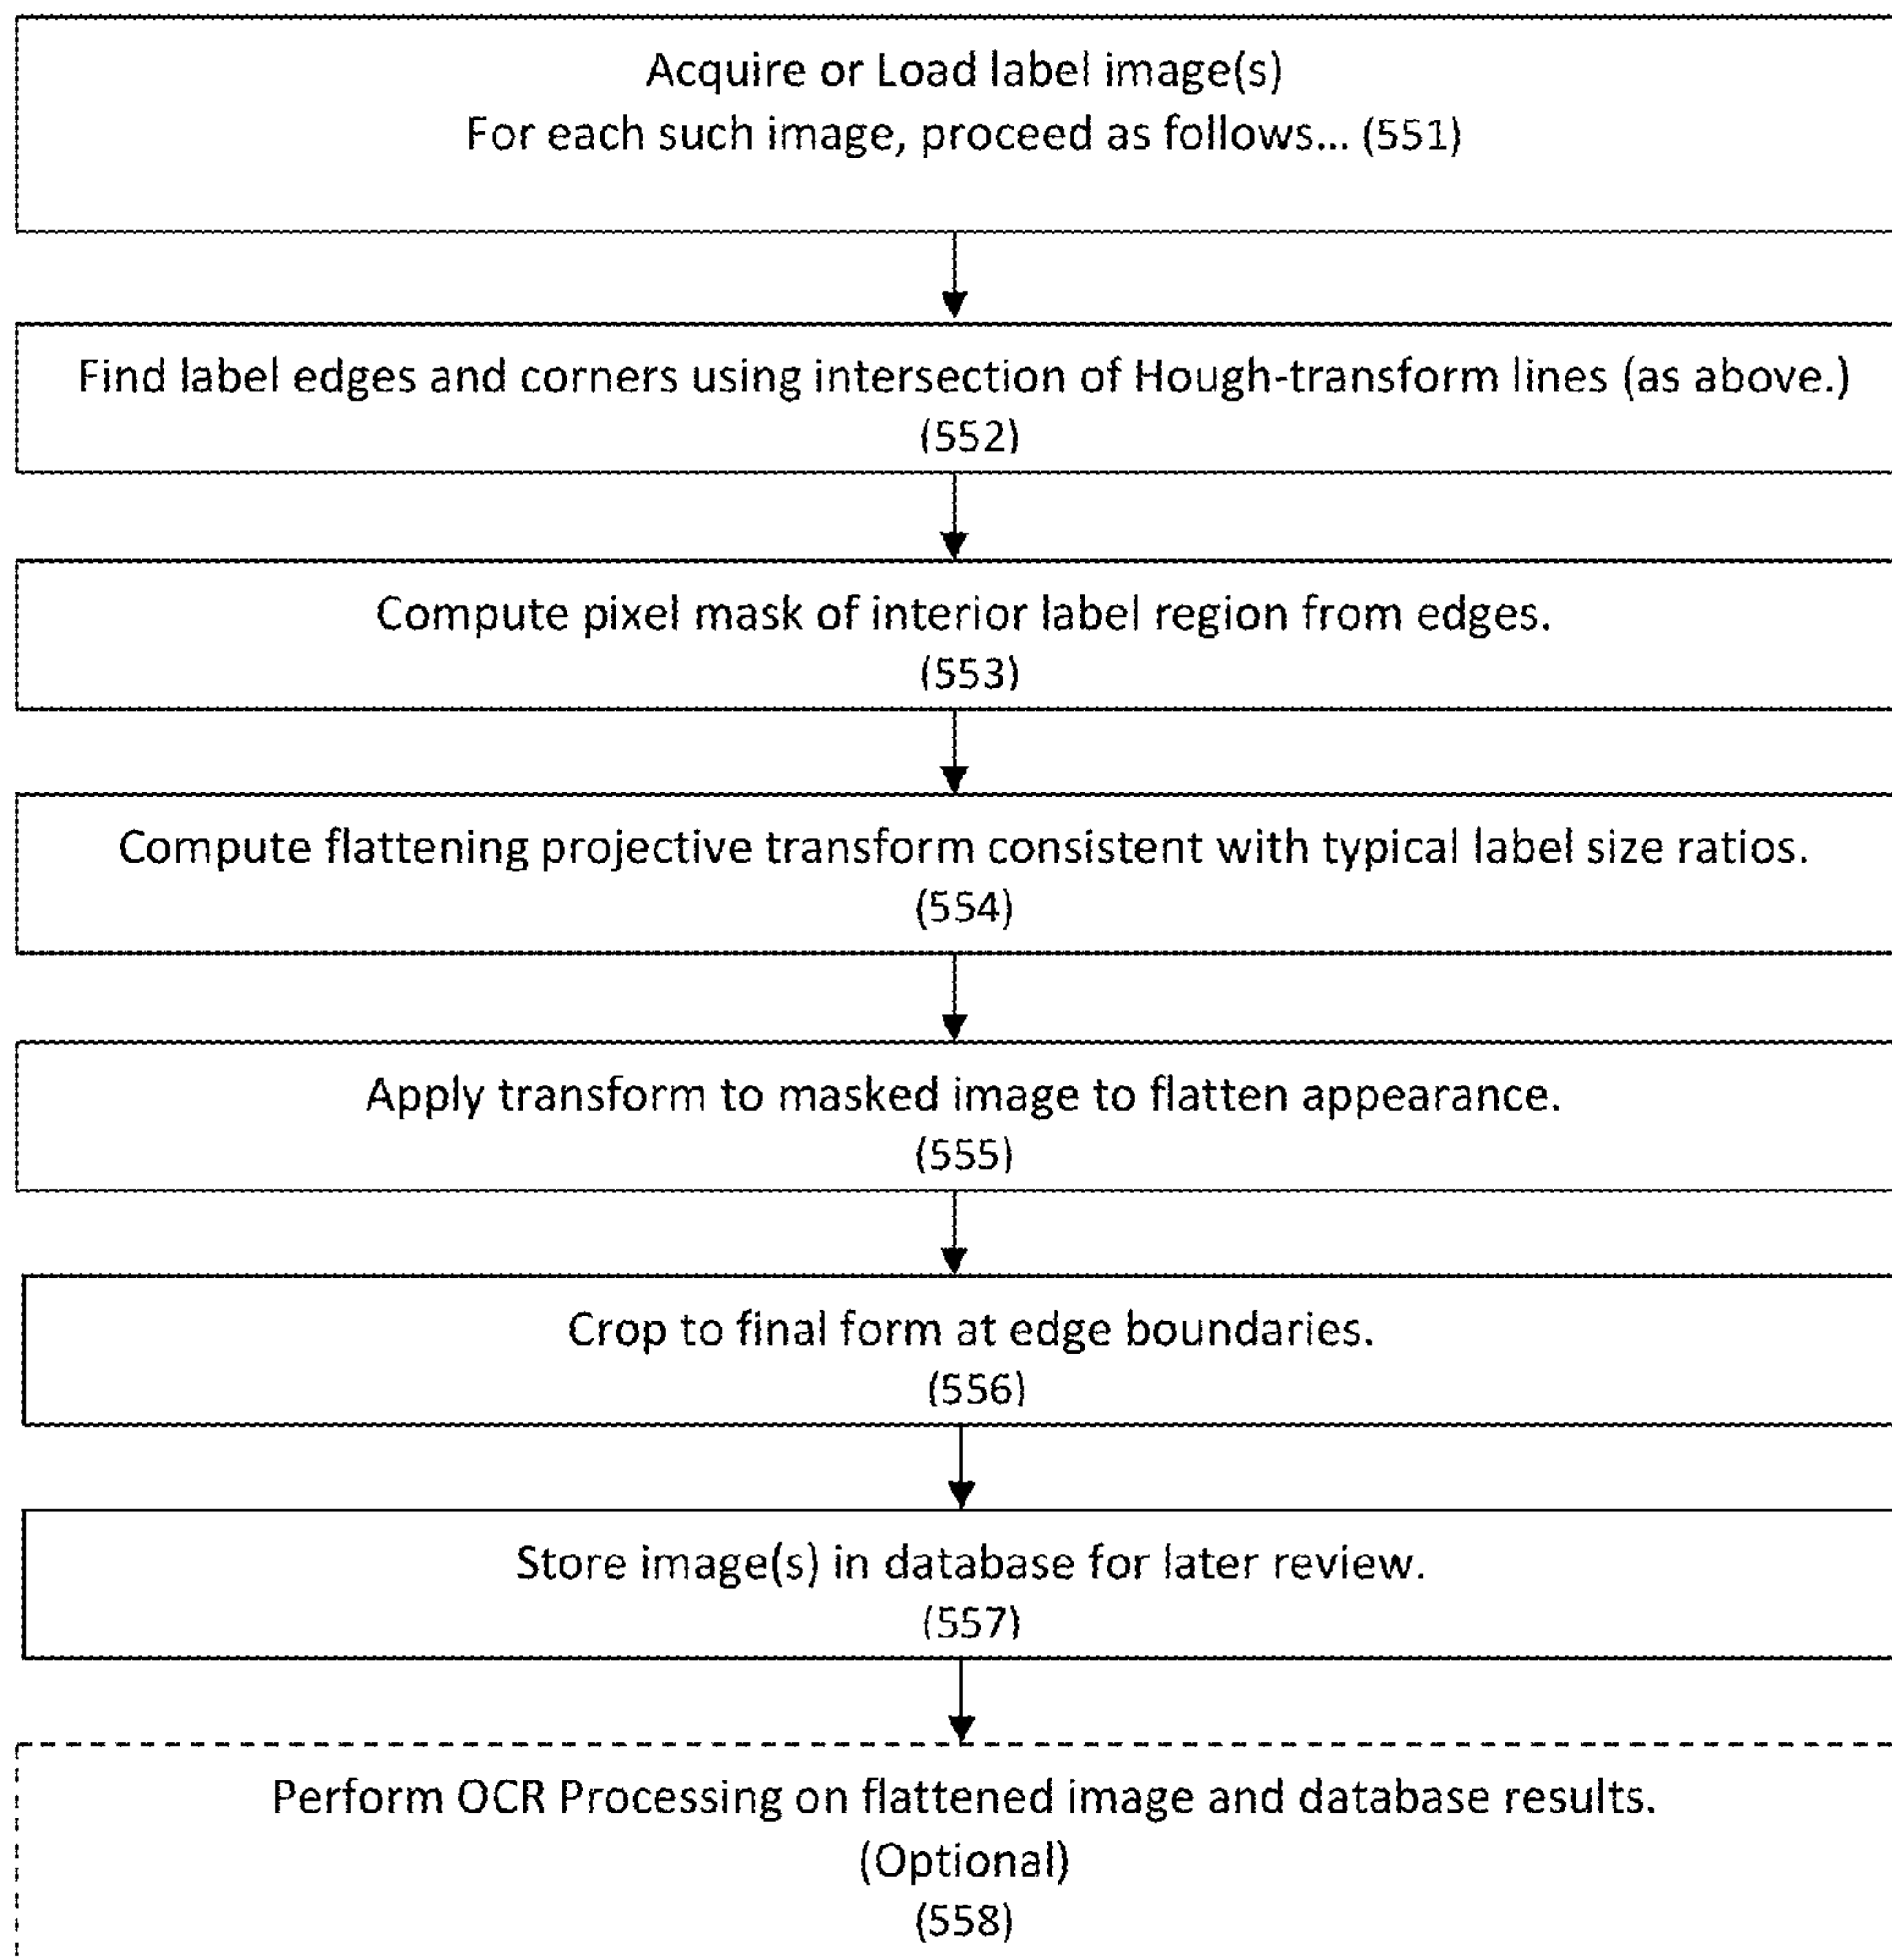 Acquire or Load label image(s)
For each such image, proceed as follows... (551)
Find label edges and corners using intersection of Hough-transform lines (as above.)
(552)
Compute pixel mask of interior label region from edges.
(553)
Compute flattening projective transform consistent with typical label size ratios.
(554)
Apply transform to masked image to flatten appearance.
(555)
Crop to final form at edge boundaries.
(556)
Store image(s) in database for later review.
(557)
Perform OCR Processing on flattened image and database results.
(Optional)
(558)